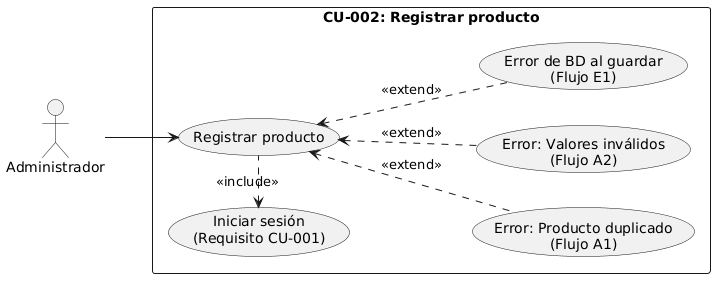 CU-002: Registrar producto
Error de BD al guardar
(Flujo E1)
«extend»
Administrador
Registrar producto
«extend»
Error: Valores inválidos
(Flujo A2)
«extend»
«include»
Iniciar sesión
(Requisito CU-001)
Error: Producto duplicado
(Flujo A1)